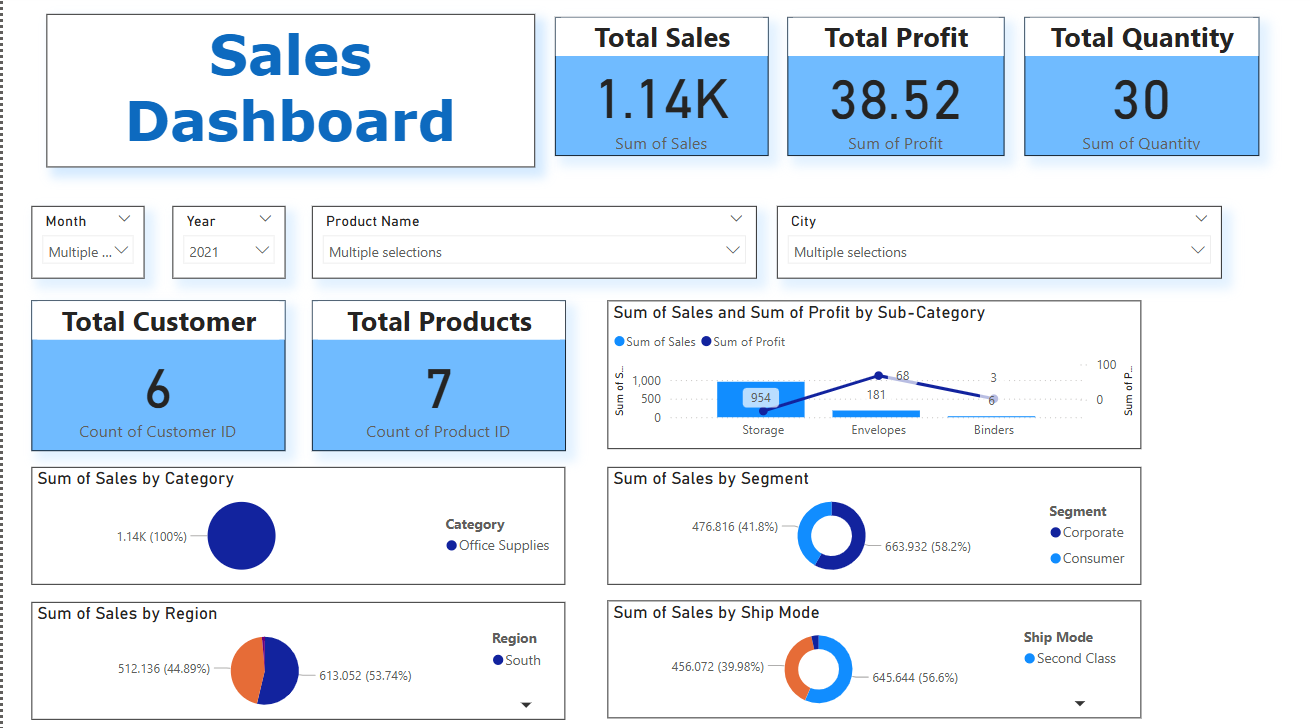 Sales
Dashboard
Total Sales
1.14K
Sum of Sales
Total Profit
38.52
Sum of Profit
Total Quantity
30
Sum of Quantity
Month
Multiple ...
Year
2021
Product Name
Multiple selections
City
Multiple selections
Total Customer
6
Count of Customer ID
Total Products
7
Count of Product ID
Sum of Sales and Sum of Profit by Sub-Category
Sum of Sales Sum of Profit
Sum of S...
1,000
500
0
954
68
181
3
6
100
0
Sum of P...
Storage Envelopes Binders
Sum of Sales by Category
1.14K (100%)
Category
Office Supplies
Sum of Sales by Segment
476.816 (41.8%)
663.932 (58.2%)
Segment
Corporate
Consumer
Sum of Sales by Region
512.136 (44.89%)
613.052 (53.74%)
Region
South
Sum of Sales by Ship Mode
456.072 (39.98%)
645.644 (56.6%)
Ship Mode
Second Class